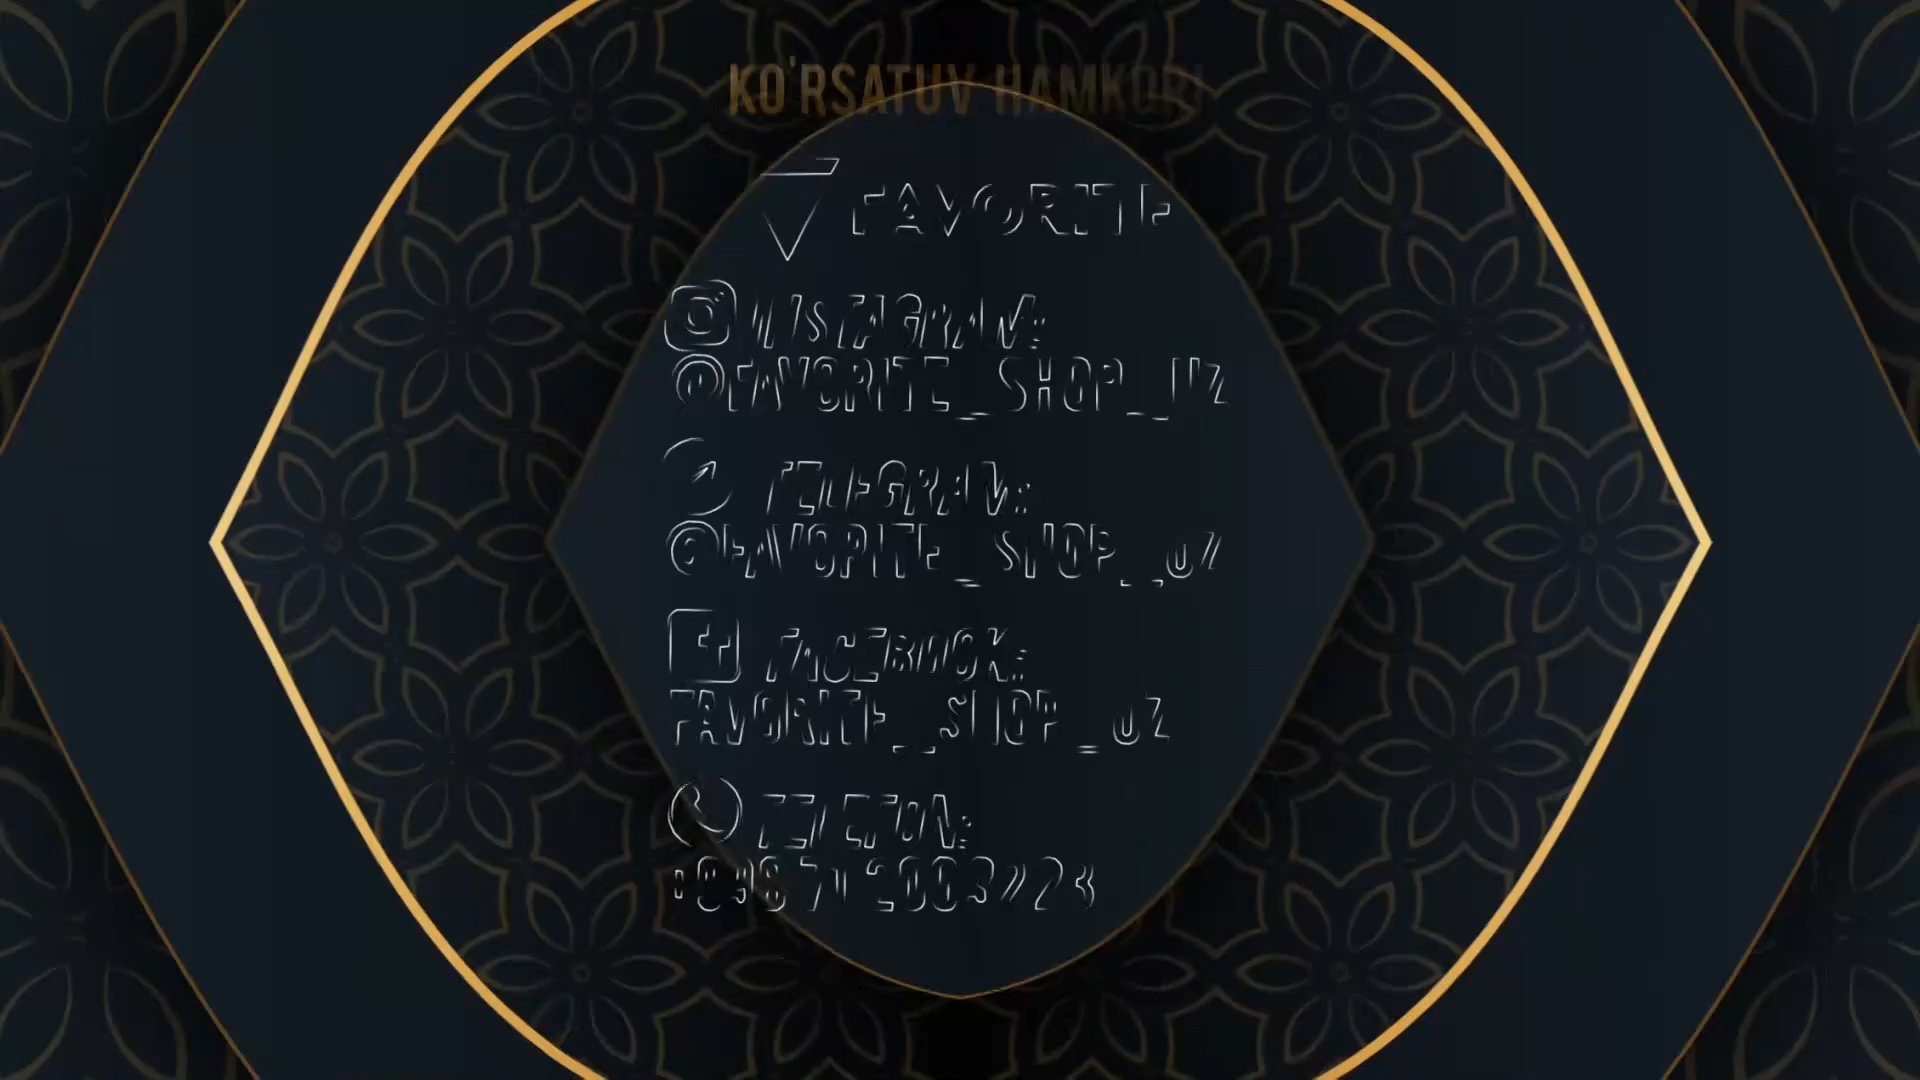 KO'RSATUV HAMKORI
FAVORITE
INSTAGRAM:
@FAVORITE_SHOP_UZ
TELEGRAM:
@FAVORITE_SHOP_UZ
FACEBOOK:
FAVORITE_SHOP_UZ
TELEFON: